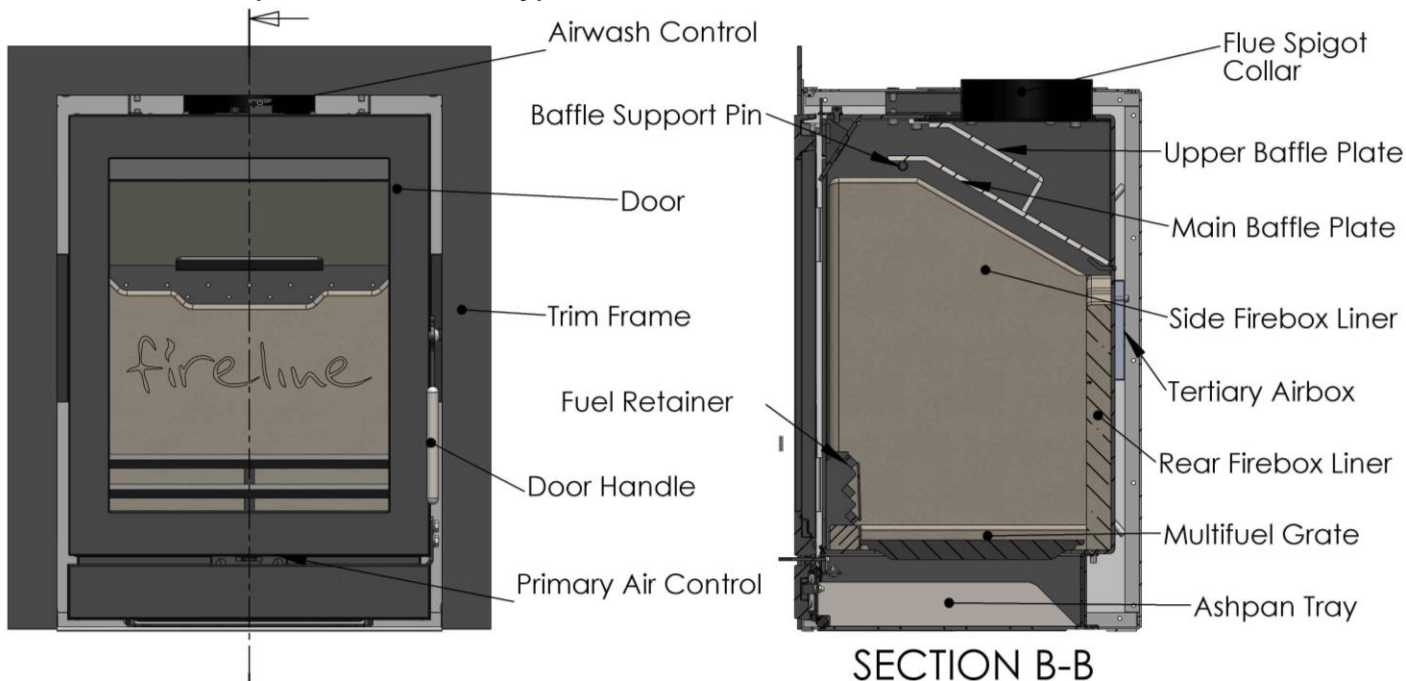 Airwash Control
Baffle Support Pin
Door
Trim Frame
fireline
Fuel Retainer
Door Handle
Primary Air Control
Flue Spigot
Collar
Upper Baffle Plate
Main Baffle Plate
Side Firebox Liner
Tertiary Airbox
Rear Firebox Liner
Multifuel Grate
Ashpan Tray
SECTION B-B